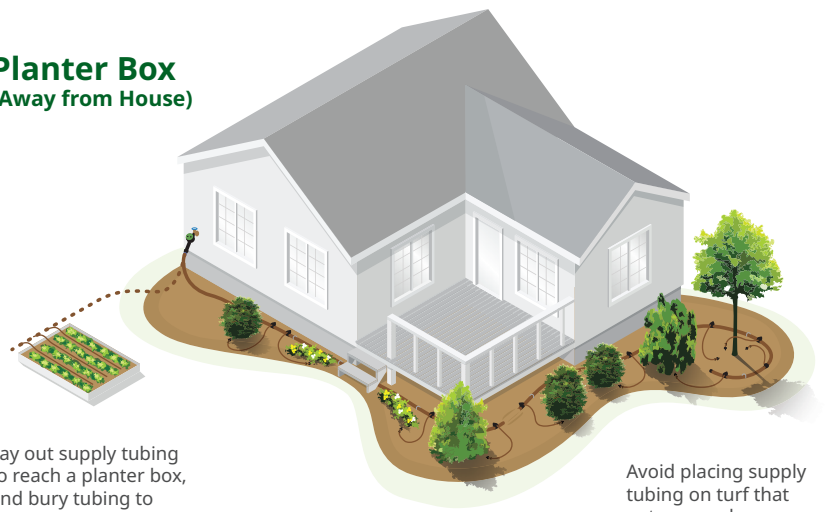 Planter Box
Away from House)
ay out supply tubing
o reach a planter box,
nd bury tubing to
Avoid placing supply
tubing on turf that